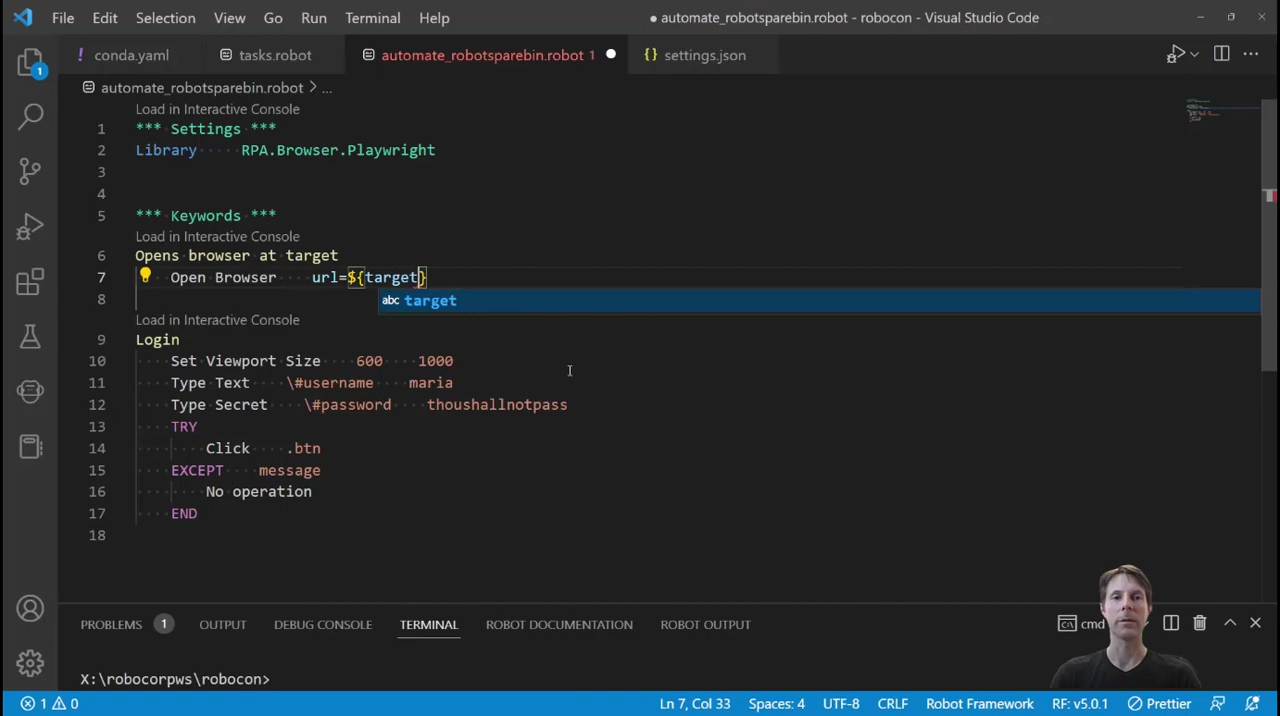 File Edit Selection View Go Run Terminal Help ● automate_robotsparebin.robot - robocon - Visual Studio Code
! conda.yaml tasks.robot automate_robotsparebin.robot 1 {} settings.json
1
automate_robotsparebin.robot > ...
Load in Interactive Console
1 *** Settings ***
2 Library RPA.Browser.Playwright
3
4
5 *** Keywords ***
Load in Interactive Console
6 Opens browser at target
7 Open Browser url=${target}
8 abc target
Load in Interactive Console
9 Login
10 Set Viewport Size 600 1000
11 Type Text \#username maria
12 Type Secret \#password thoushallnotpass
13 TRY
14 Click .btn
15 EXCEPT message
16 No operation
17 END
18
PROBLEMS 1 OUTPUT DEBUG CONSOLE TERMINAL ROBOT DOCUMENTATION ROBOT OUTPUT cmd
X:\robocorpws\robocon>
1 0 Ln 7, Col 33 Spaces: 4 UTF-8 CRLF Robot Framework RF: v5.0.1 Prettier